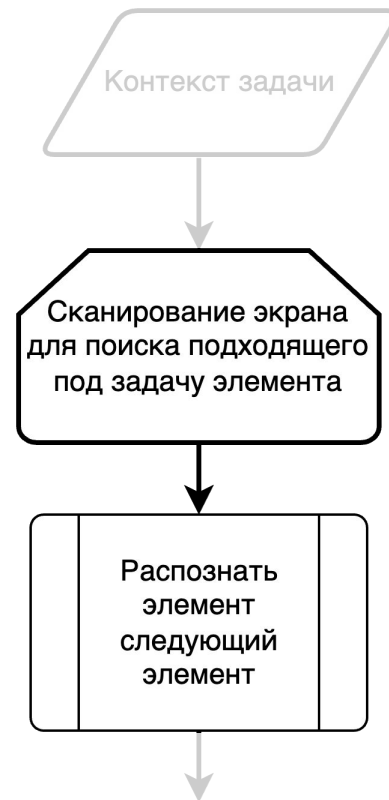 Контекст задачи
Сканирование экрана
для поиска подходящего
под задачу элемента
Распознать
элемент
следующий
элемент